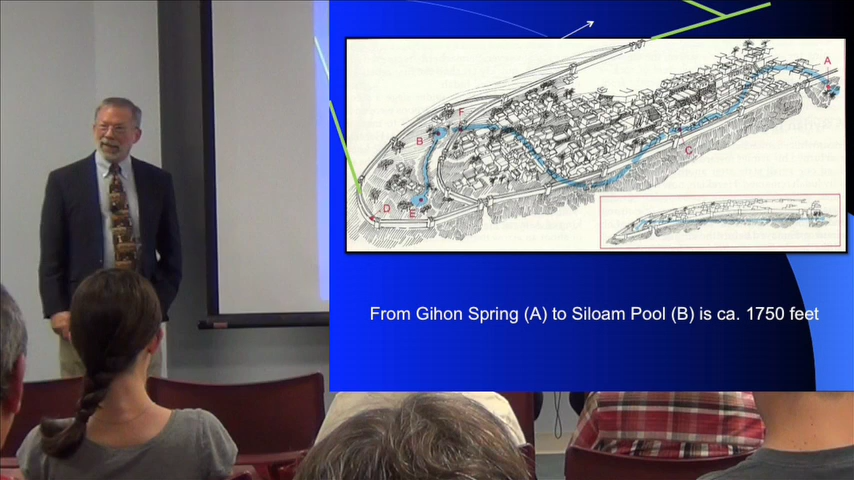 A
F
B
C
D
E
From Gihon Spring (A) to Siloam Pool (B) is ca. 1750 feet